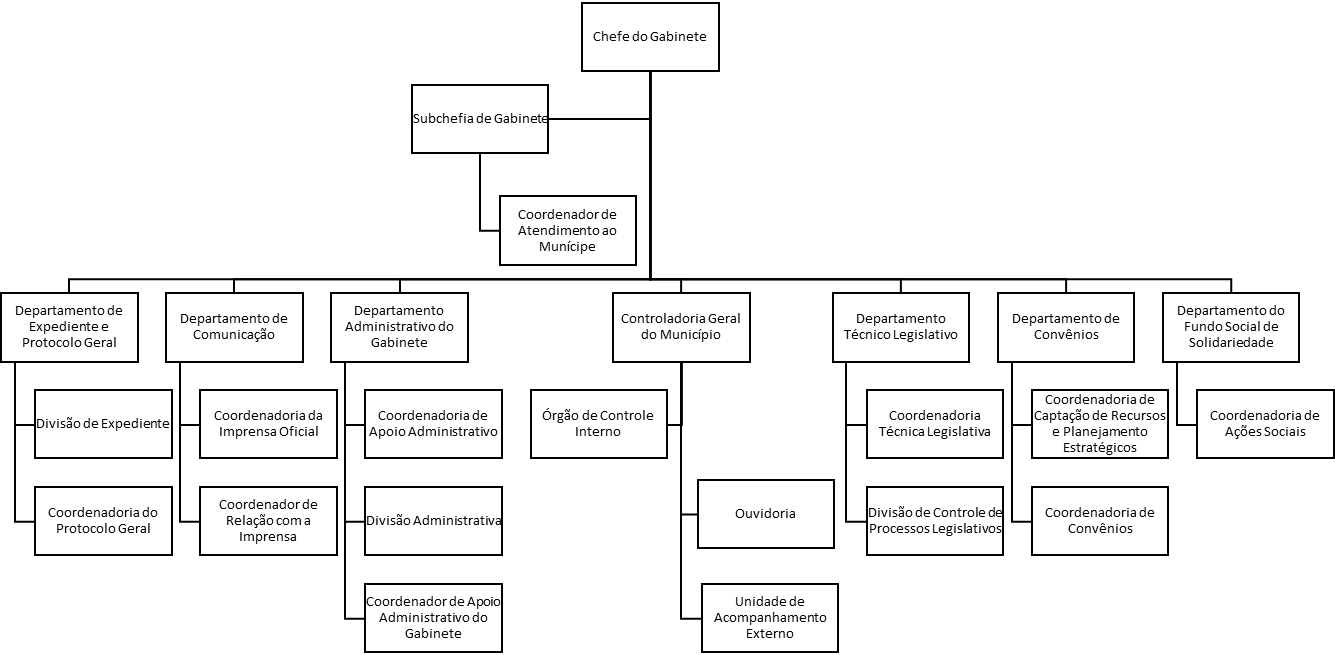 Chefe do Gabinete
Subchefia de Gabinete
Coordenador de
Atendimento ao
Munícipe
Departamento de
Expediente e
Protocolo Geral
Departamento de
Comunicação
Departamento
Administrativo do
Gabinete
Controladoria Geral
do Município
Departamento
Técnico Legislativo
Departamento de
Convênios
Departamento do
Fundo Social de
Solidariedade
Divisão de Expediente
Coordenadoria da
Imprensa Oficial
Coordenadoria de
Apoio Administrativo
Órgão de Controle
Interno
Coordenadoria
Técnica Legislativa
Coordenadoria de
Captação de Recursos
e Planejamento
Estratégicos
Coordenadoria de
Ações Sociais
Coordenadoria do
Protocolo Geral
Coordenador de
Relação com a
Imprensa
Divisão Administrativa
Ouvidoria
Divisão de Controle de
Processos Legislativos
Coordenadoria de
Convênios
Coordenador de Apoio
Administrativo do
Gabinete
Unidade de
Acompanhamento
Externo